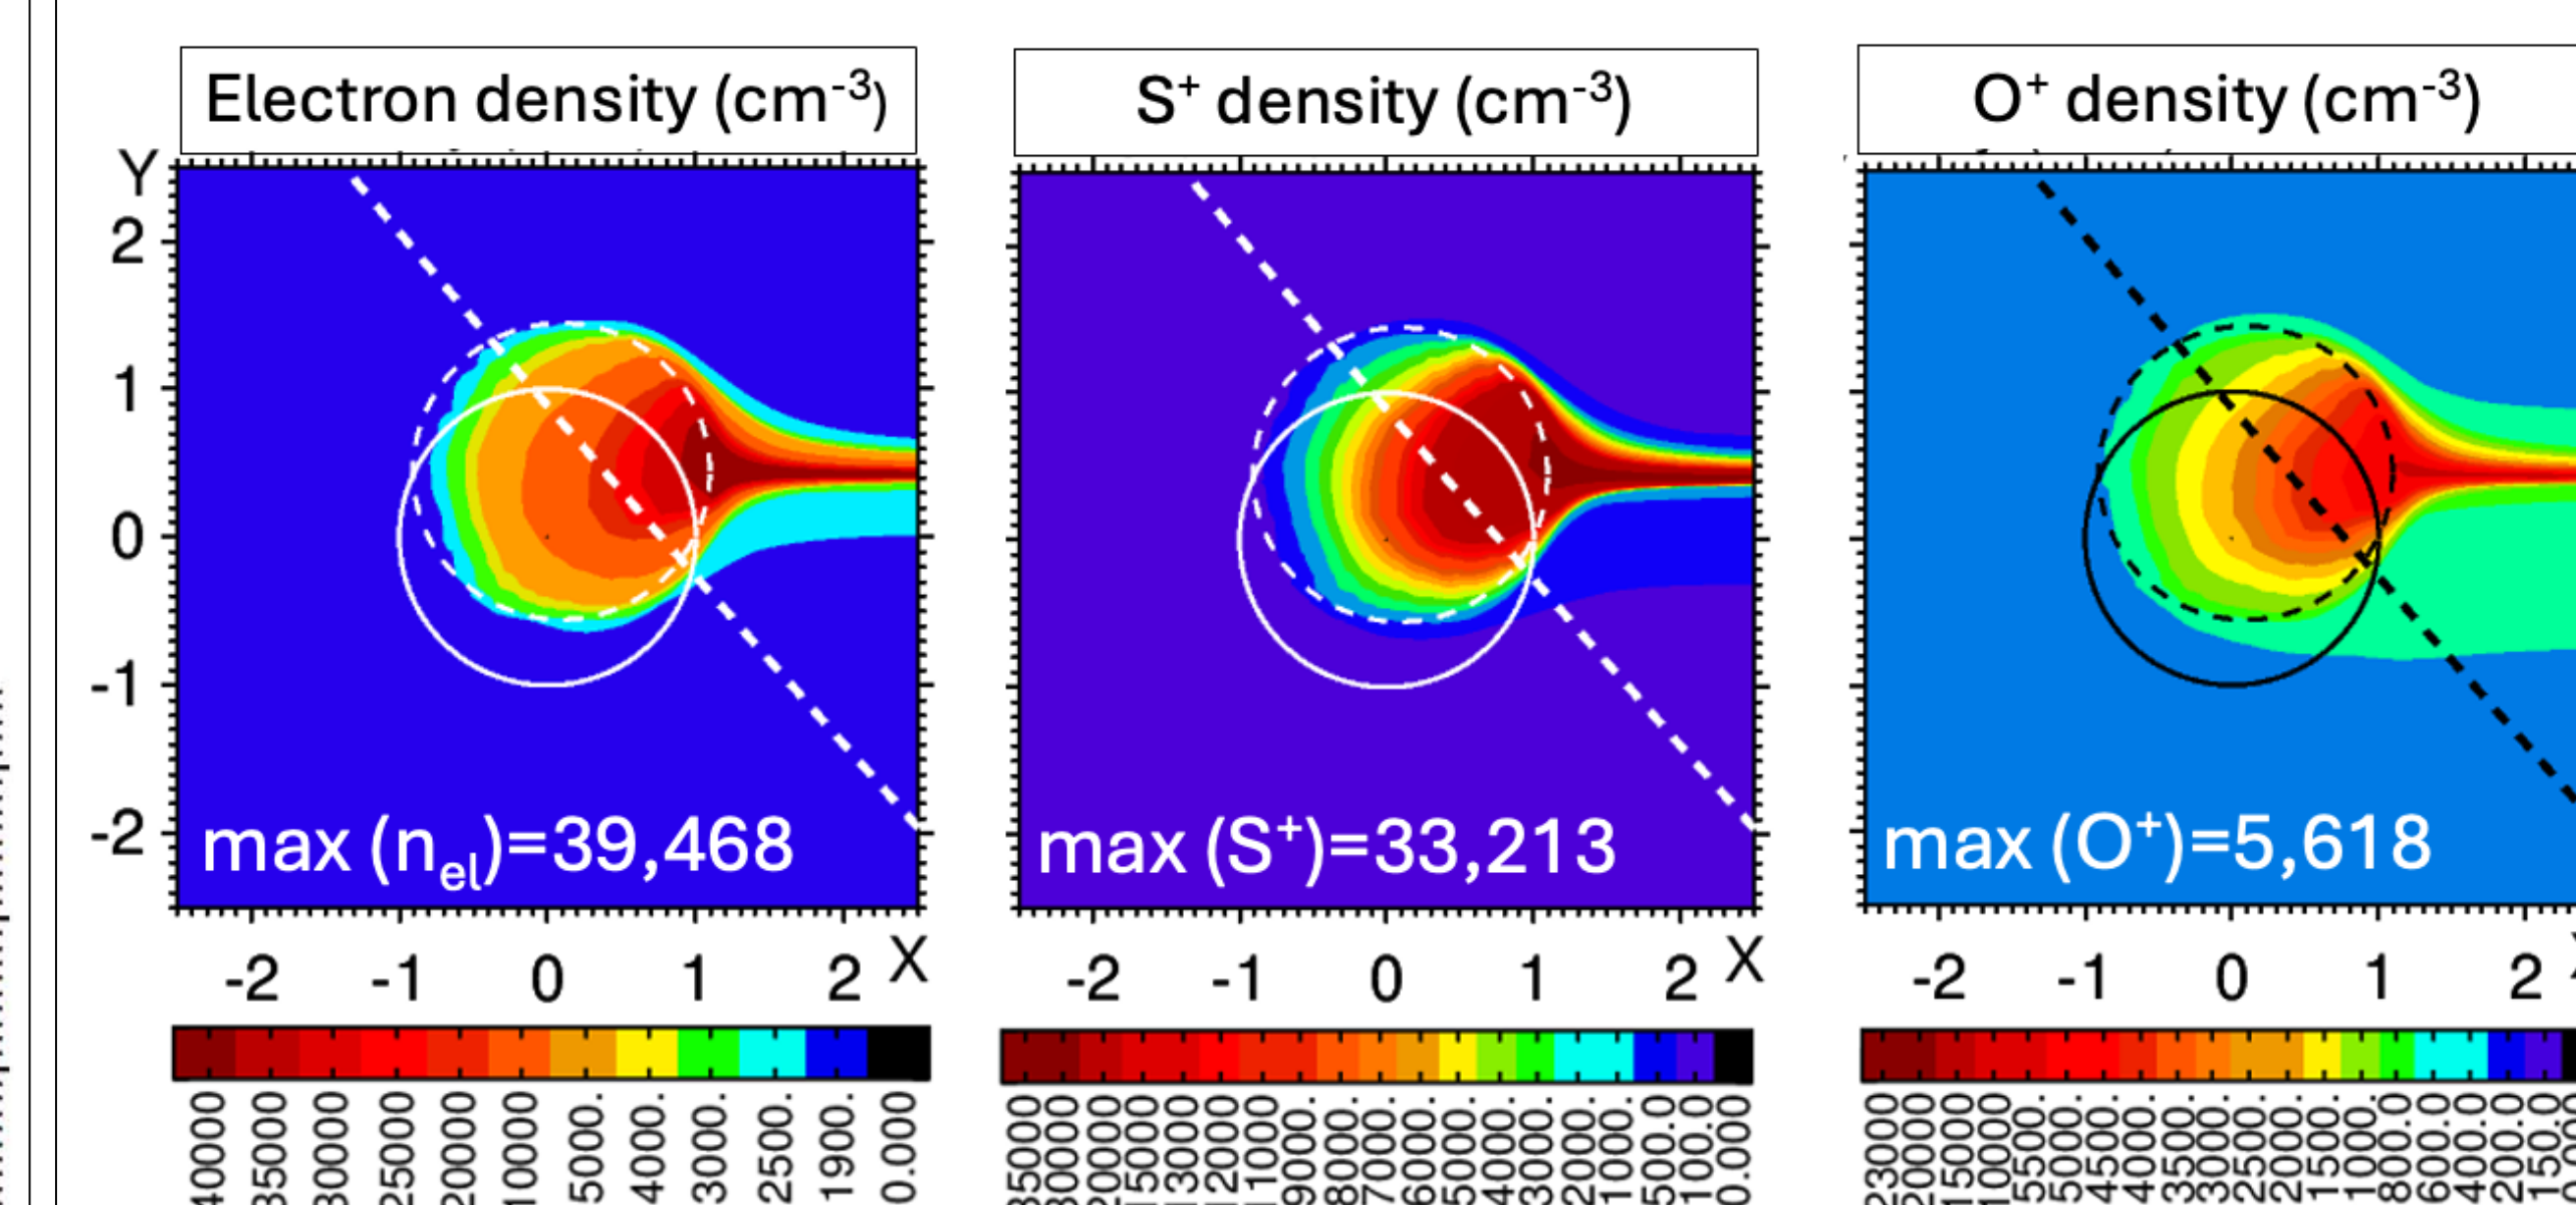 Electron density (cm-3)
S+ density (cm-3)
O+ density (cm-3)
Y
2
1
0
-1
-2
max (nel)=39,468
max (S+)=33,213
max (O+)=5,618
-2 -1 0 1 2 X
-2 -1 0 1 2 X
-2 -1 0 1 2
40000 35000 30000 25000 20000 10000 5000. 4000. 3000. 2500. 1900. 0.000
35000 30000 20000 15000 13000 12000 11000 9000. 8000. 7000. 6000. 5000. 4000. 3000. 2000. 1000. 500.0 100.0 0.000
23000 20000 15000 10000 5500. 5000. 4500. 4000. 3500. 3000. 2500. 2000. 1500. 1000. 800.0 600.0 400.0 200.0 150.0